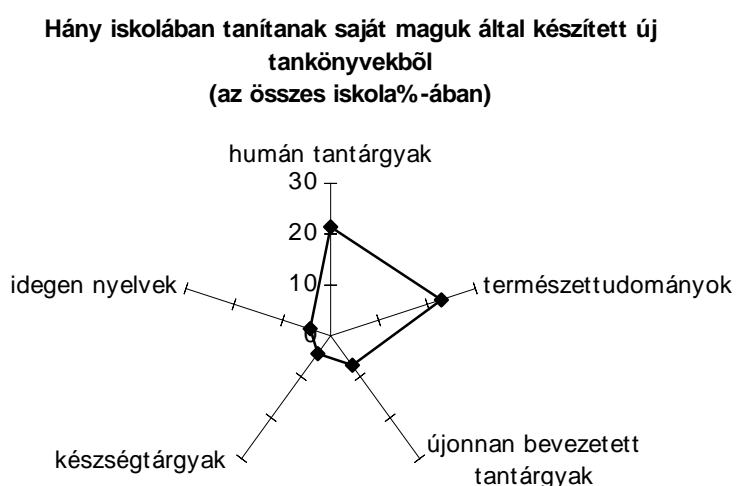 Hány iskolában tanítanak saját maguk által készített új
tankönyvekbõl
(az összes iskola%-ában)
humán tantárgyak
30
20
10
0
idegen nyelvek
természettudományok
készségtárgyak
újonnan bevezetett
tantárgyak